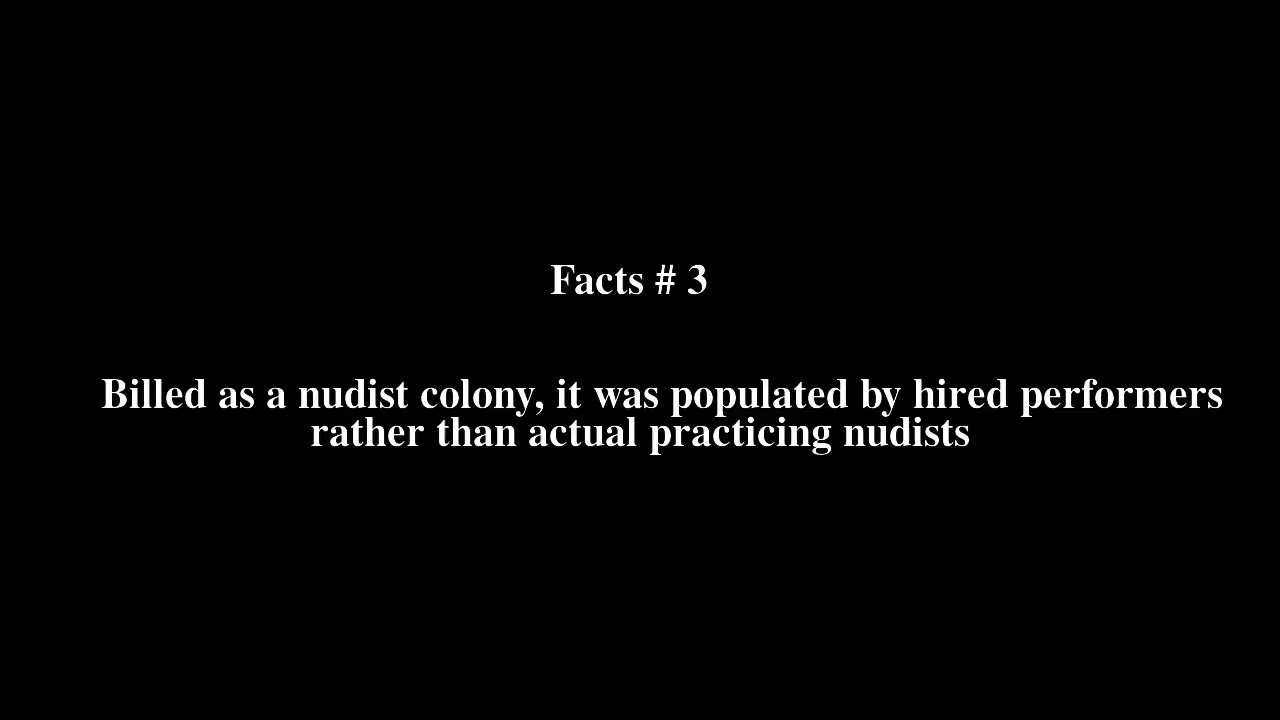 Facts # 3
Billed as a nudist colony, it was populated by hired performers
rather than actual practicing nudists